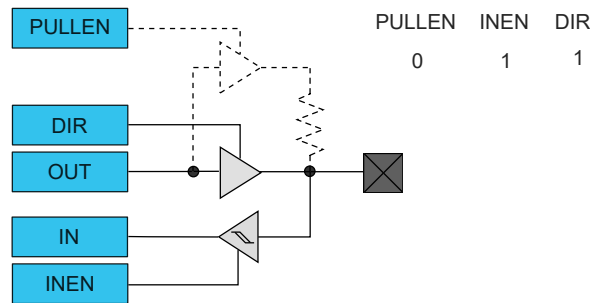 PULLEN
PULLEN INEN DIR
0 1 1
DIR
OUT
IN
INEN